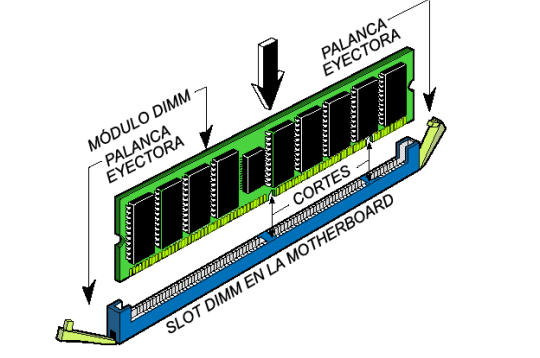 PALANCA
EYECTORA
MÓDULO DIMM
PALANCA
EYECTORA
CORTES
SLOT DIMM EN LA MOTHERBOARD